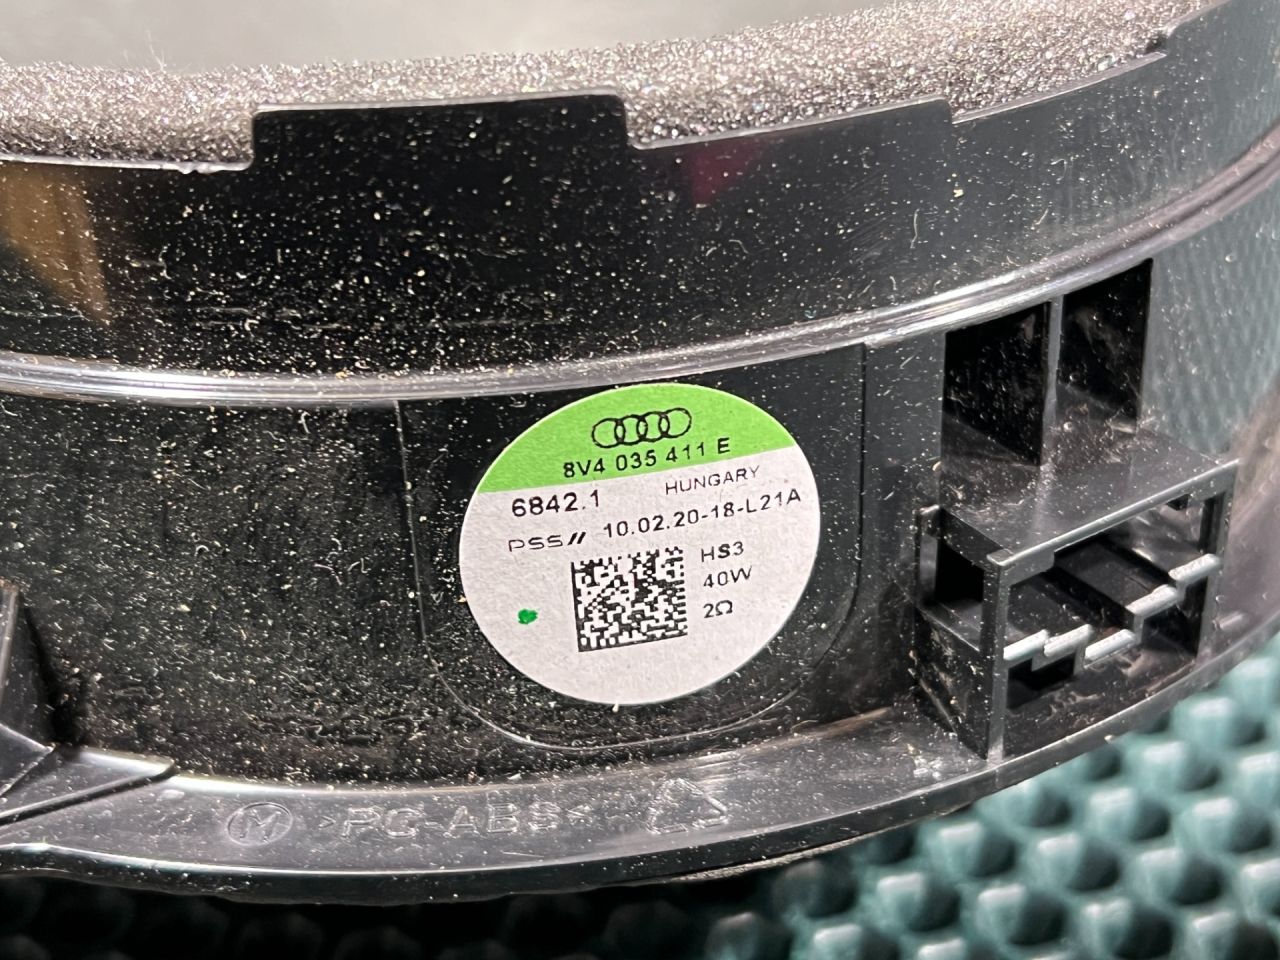 8V4 035 411 E
6842.1 HUNGARY
PSS// 10.02.20-18-L21A
HS3
40W
2Ω
M >PC-ABS<